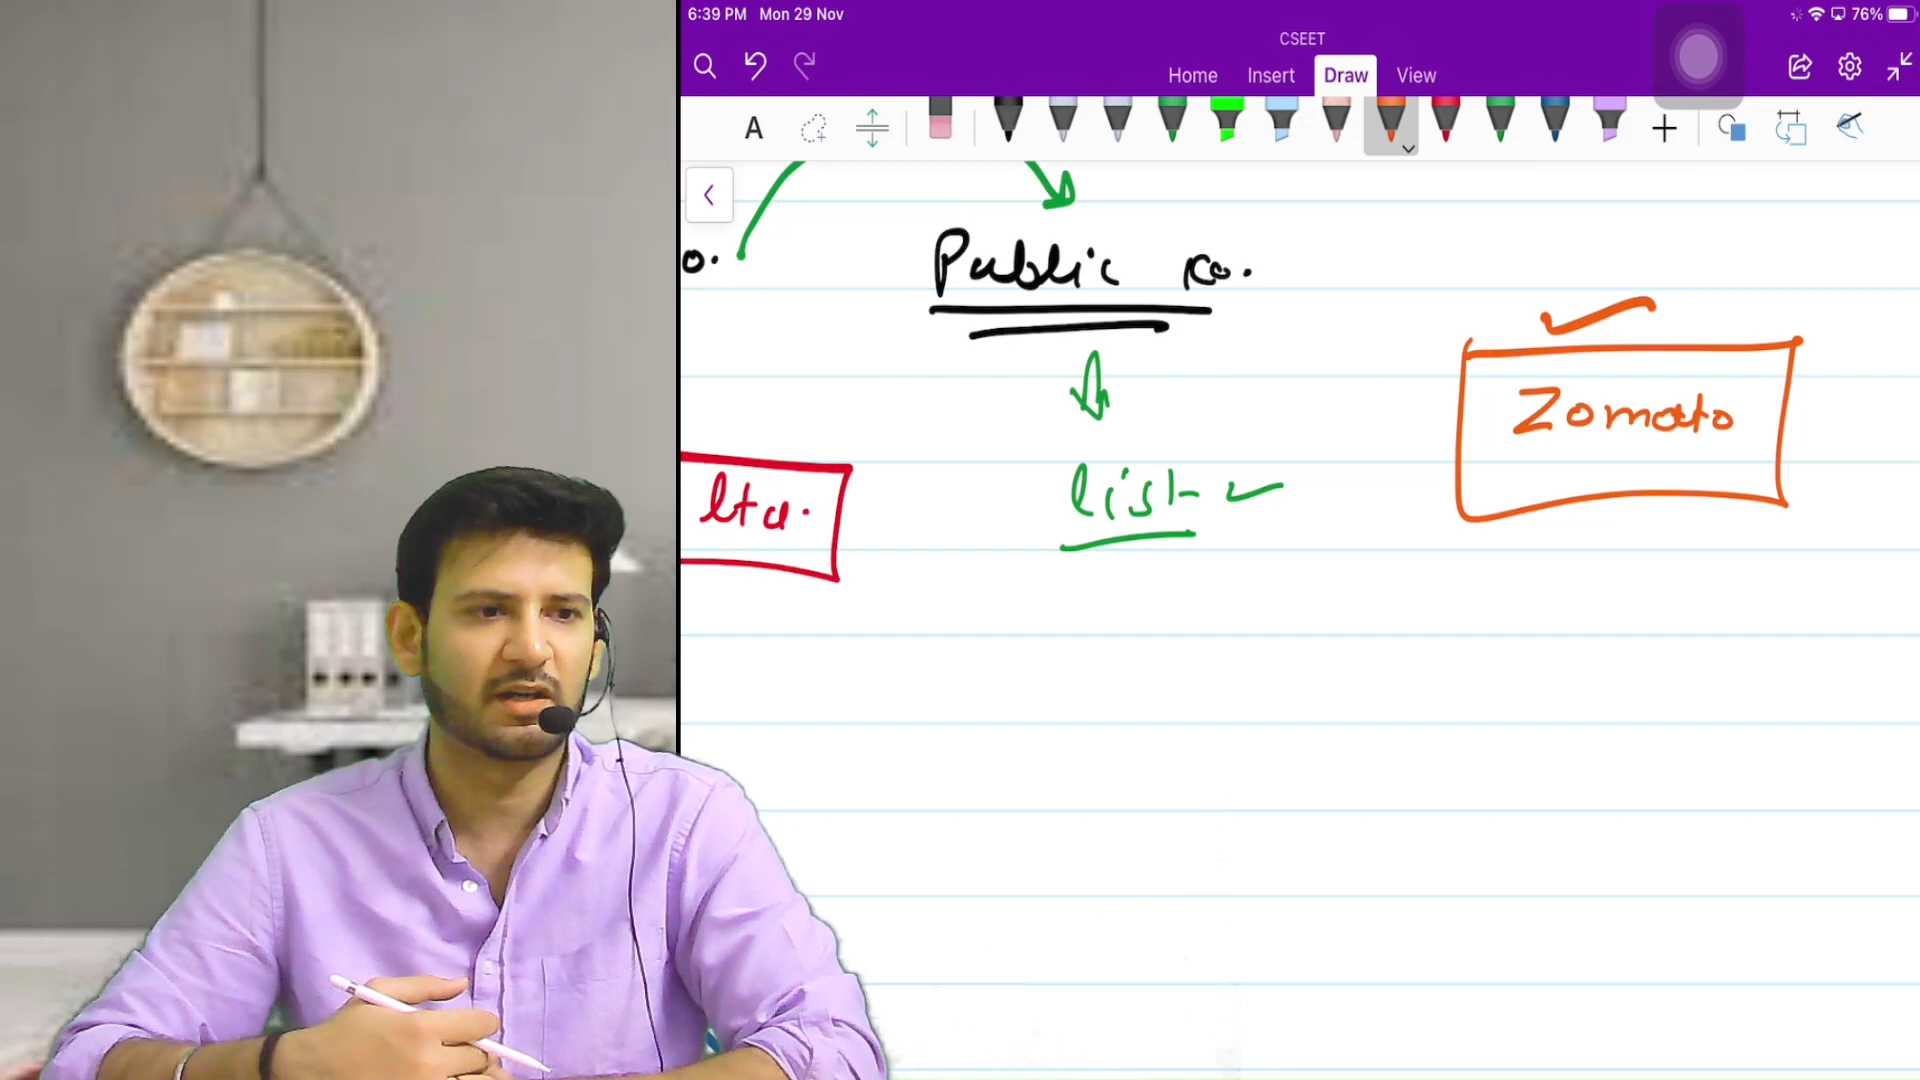 6:39 PM Mon 29 Nov
76%
CSEET
Home Insert Draw View
A
o. Public co.
Zomato
ltd.
list